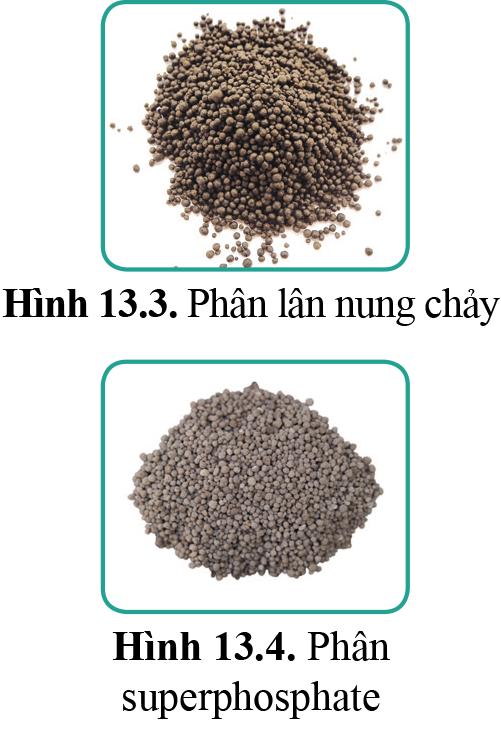 Hình 13.3. Phân lân nung chảy
Hình 13.4. Phân
superphosphate